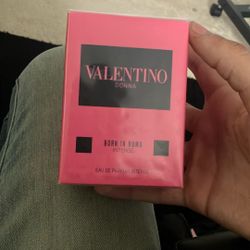 VALENTINO
DONNA
BORN IN ROMA
INTENSE
EAU DE PARFUM INTENSE